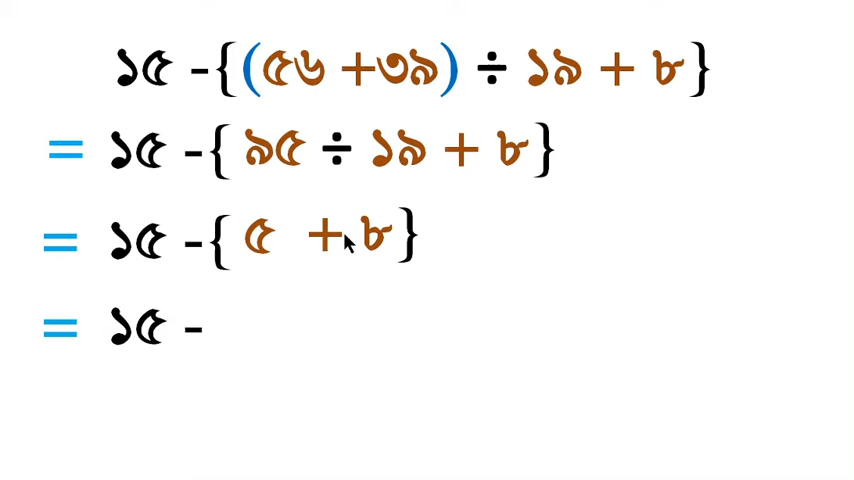 ১৫ -{(৫৬ +৩৯) ÷ ১৯ + ৮}
= ১৫ -{ ৯৫ ÷ ১৯ + ৮}
= ১৫ -{ ৫ + ৮}
= ১৫ -